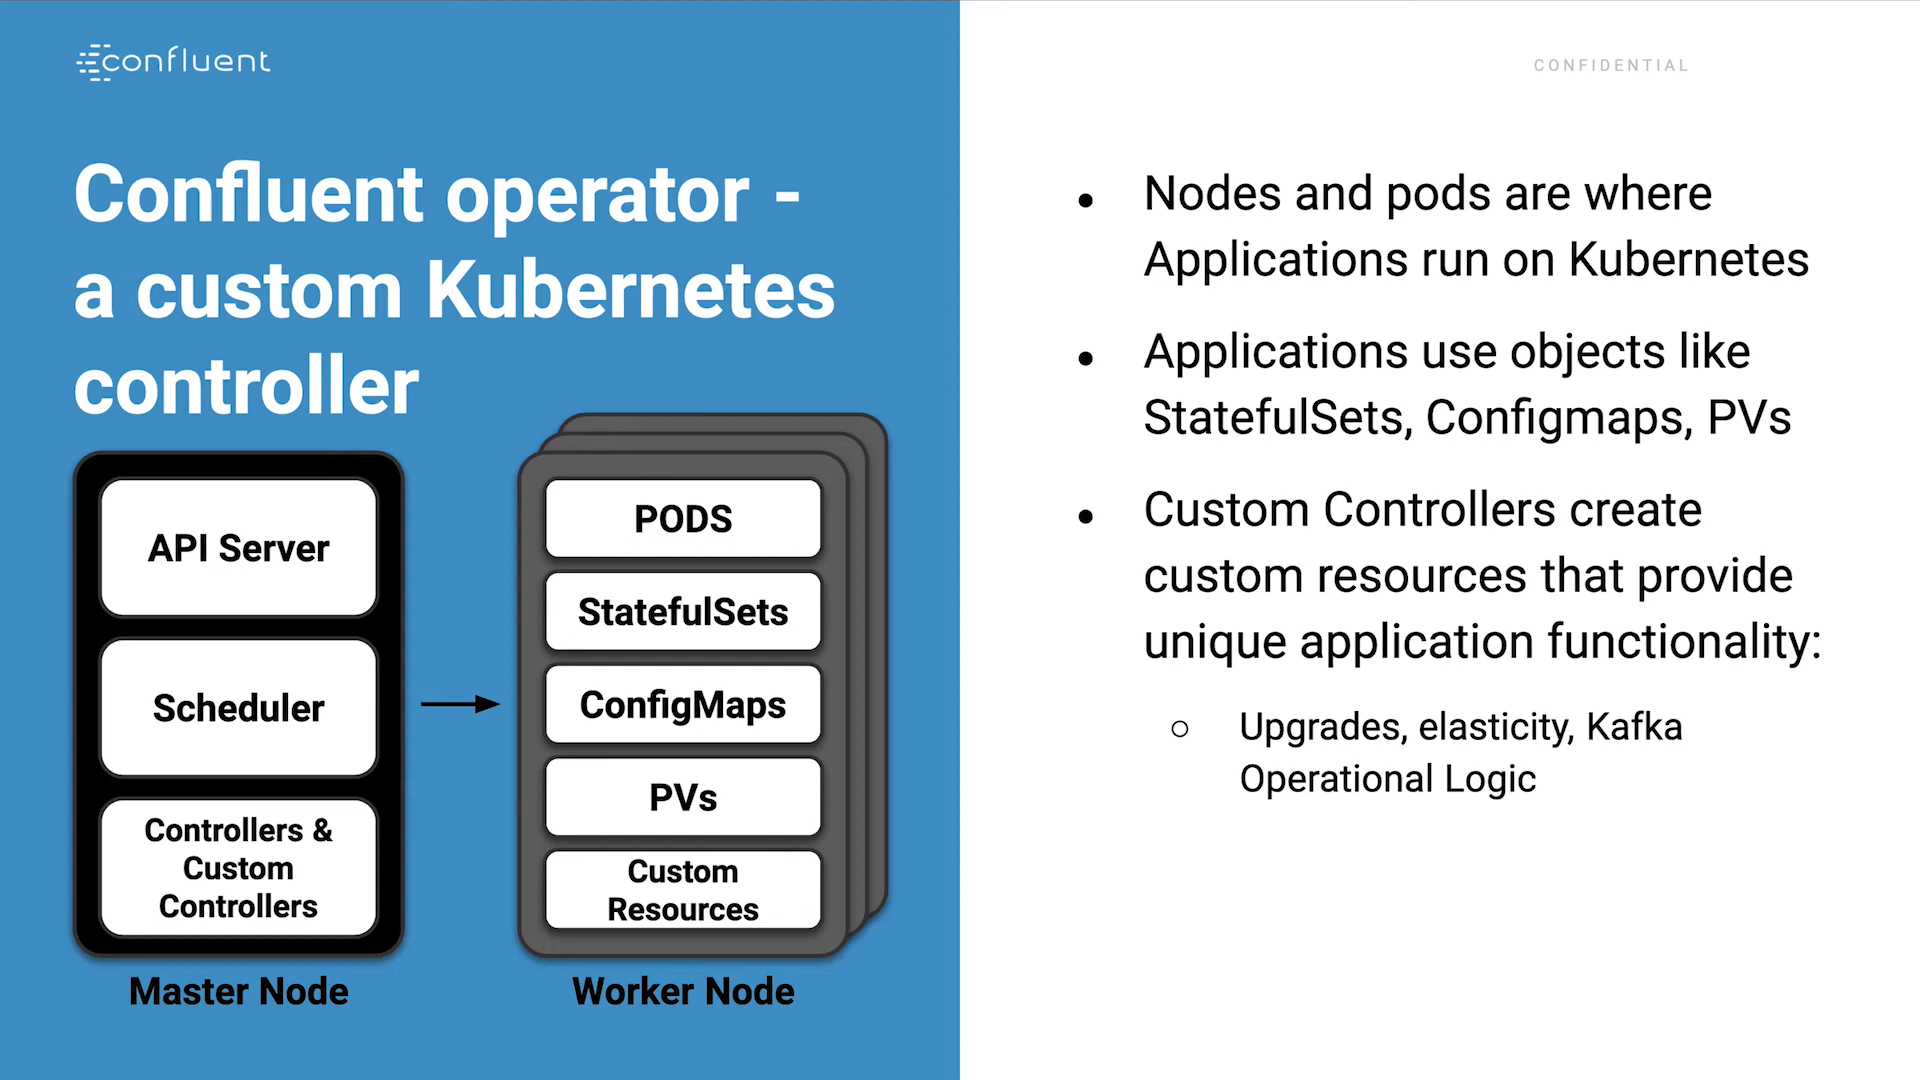 confluent
CONFIDENTIAL
Confluent operator -
a custom Kubernetes
controller
API Server
Scheduler
Controllers &
Custom
Controllers
Master Node
PODS
StatefulSets
ConfigMaps
PVs
Custom
Resources
Worker Node
● Nodes and pods are where
Applications run on Kubernetes
● Applications use objects like
StatefulSets, Configmaps, PVs
● Custom Controllers create
custom resources that provide
unique application functionality:
○ Upgrades, elasticity, Kafka
Operational Logic